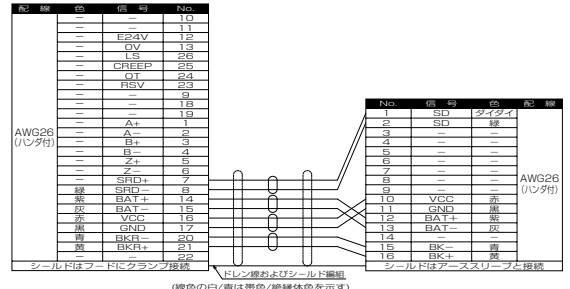 配 線 色 信 号 No.
AWG26
(ハンダ付)
－ － 10
－ － 11
－ E24V 12
－ 0V 13
－ LS 26
－ CREEP 25
－ OT 24
－ RSV 23
－ － 9
－ － 18
－ － 19
－ A+ 1
－ A－ 2
－ B+ 3
－ B－ 4
－ Z+ 5
－ Z－ 6
－ SRD+ 7
緑 SRD－ 8
紫 BAT+ 14
灰 BAT－ 15
赤 VCC 16
黒 GND 17
青 BKR－ 20
黄 BKR+ 21
－ － 22
シールドはフードにクランプ接続
No. 信 号 色 配 線
1 SD ダイダイ
2 SD 緑
3 － －
4 － －
5 － －
6 － －
7 － －
8 － －
9 － －
10 VCC 赤
11 GND 黒
12 BAT+ 紫
13 BAT－ 灰
14 － －
15 BK－ 青
16 BK+ 黄
AWG26
(ハンダ付)
シールドはアーススリーブと接続
ドレン線およびシールド編組
(線色の白/青は帯色/絶縁体色を示す)